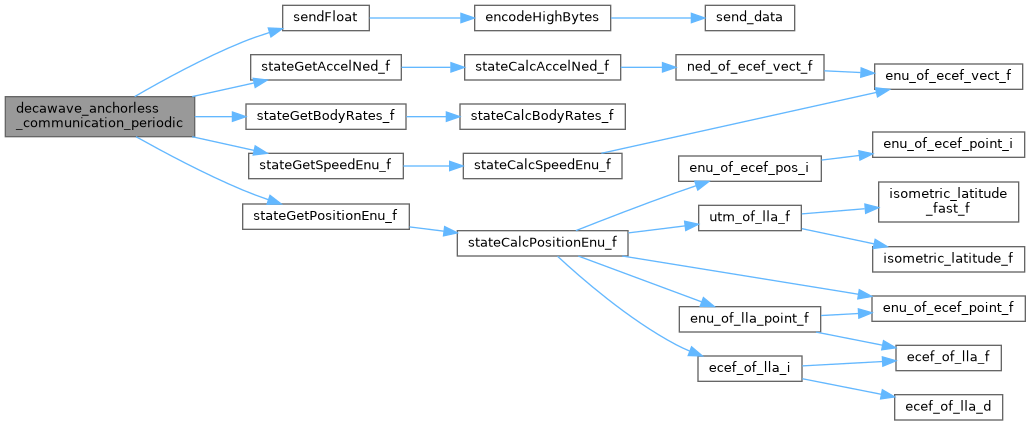 decawave_anchorless
_communication_periodic
sendFloat
encodeHighBytes
send_data
stateGetAccelNed_f
stateCalcAccelNed_f
ned_of_ecef_vect_f
enu_of_ecef_vect_f
stateGetBodyRates_f
stateCalcBodyRates_f
stateGetSpeedEnu_f
stateCalcSpeedEnu_f
stateGetPositionEnu_f
stateCalcPositionEnu_f
enu_of_ecef_pos_i
enu_of_ecef_point_i
utm_of_lla_f
isometric_latitude
_fast_f
isometric_latitude_f
enu_of_lla_point_f
enu_of_ecef_point_f
ecef_of_lla_i
ecef_of_lla_f
ecef_of_lla_d